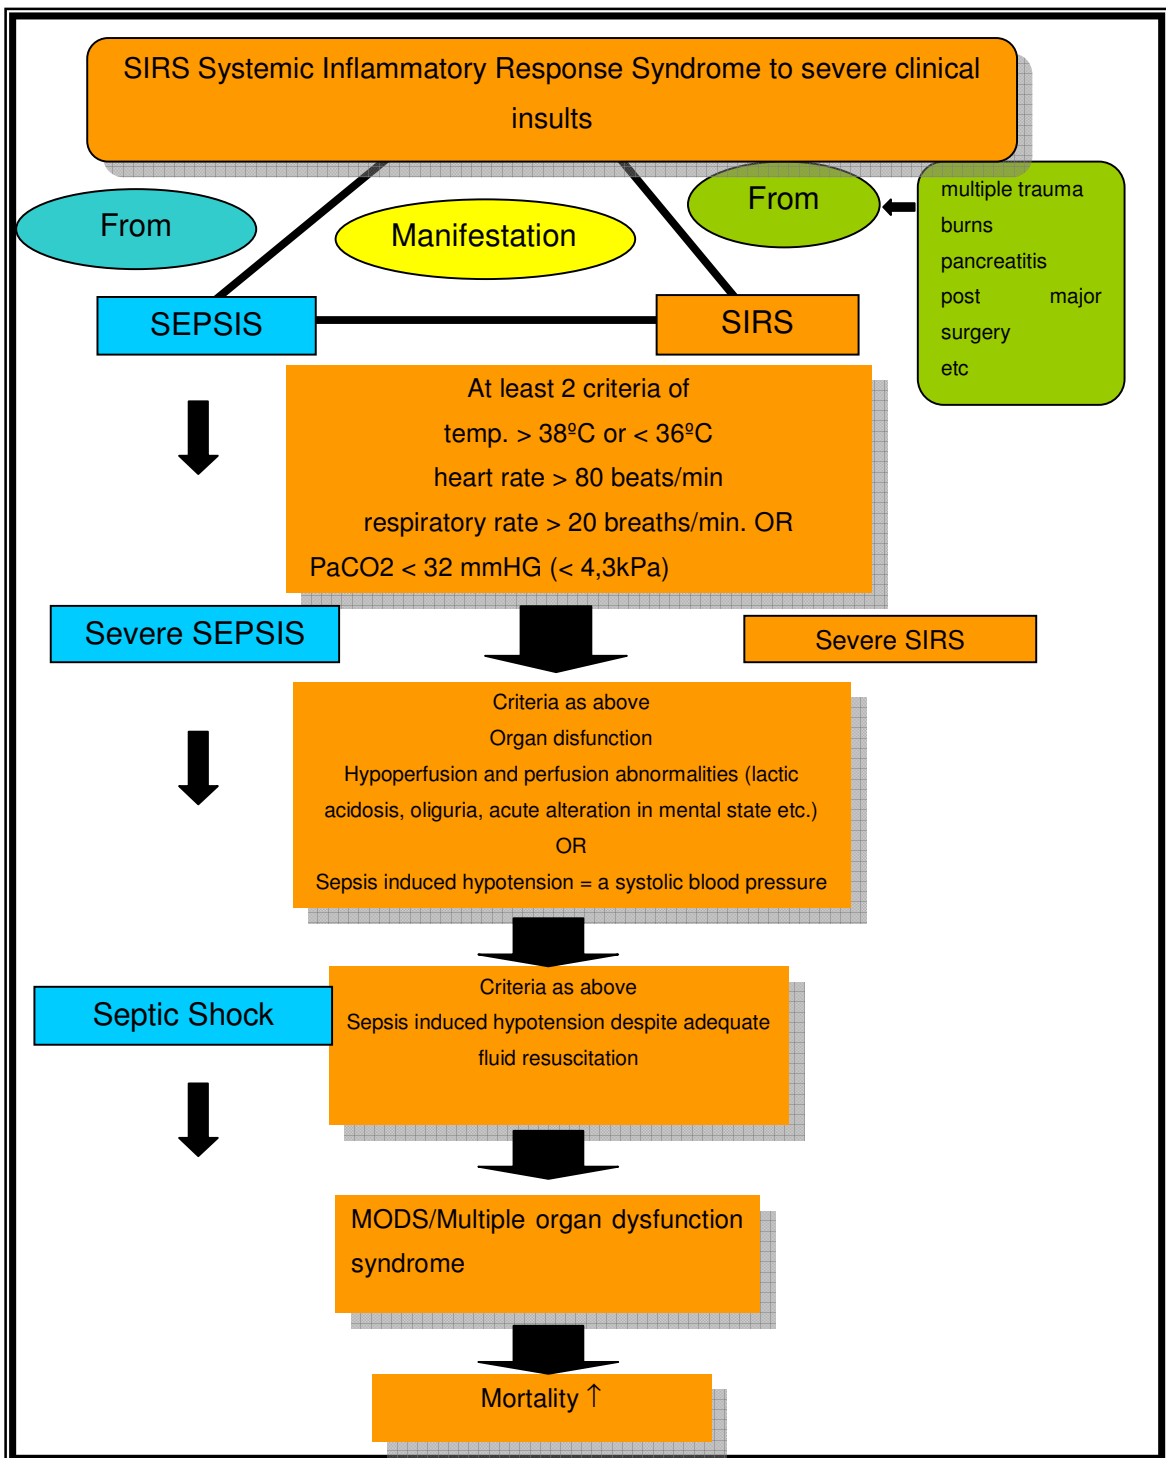 SIRS Systemic Inflammatory Response Syndrome to severe clinical
insults
From
Manifestation
From
multiple trauma
burns
pancreatitis
post major
surgery
etc
SEPSIS
SIRS
At least 2 criteria of
temp. > 38ºC or < 36ºC
heart rate > 80 beats/min
respiratory rate > 20 breaths/min. OR
PaCO2 < 32 mmHG (< 4,3kPa)
Severe SEPSIS
Severe SIRS
Criteria as above
Organ disfunction
Hypoperfusion and perfusion abnormalities (lactic
acidosis, oliguria, acute alteration in mental state etc.)
OR
Sepsis induced hypotension = a systolic blood pressure
Septic Shock
Criteria as above
Sepsis induced hypotension despite adequate
fluid resuscitation
MODS/Multiple organ dysfunction
syndrome
Mortality ↑